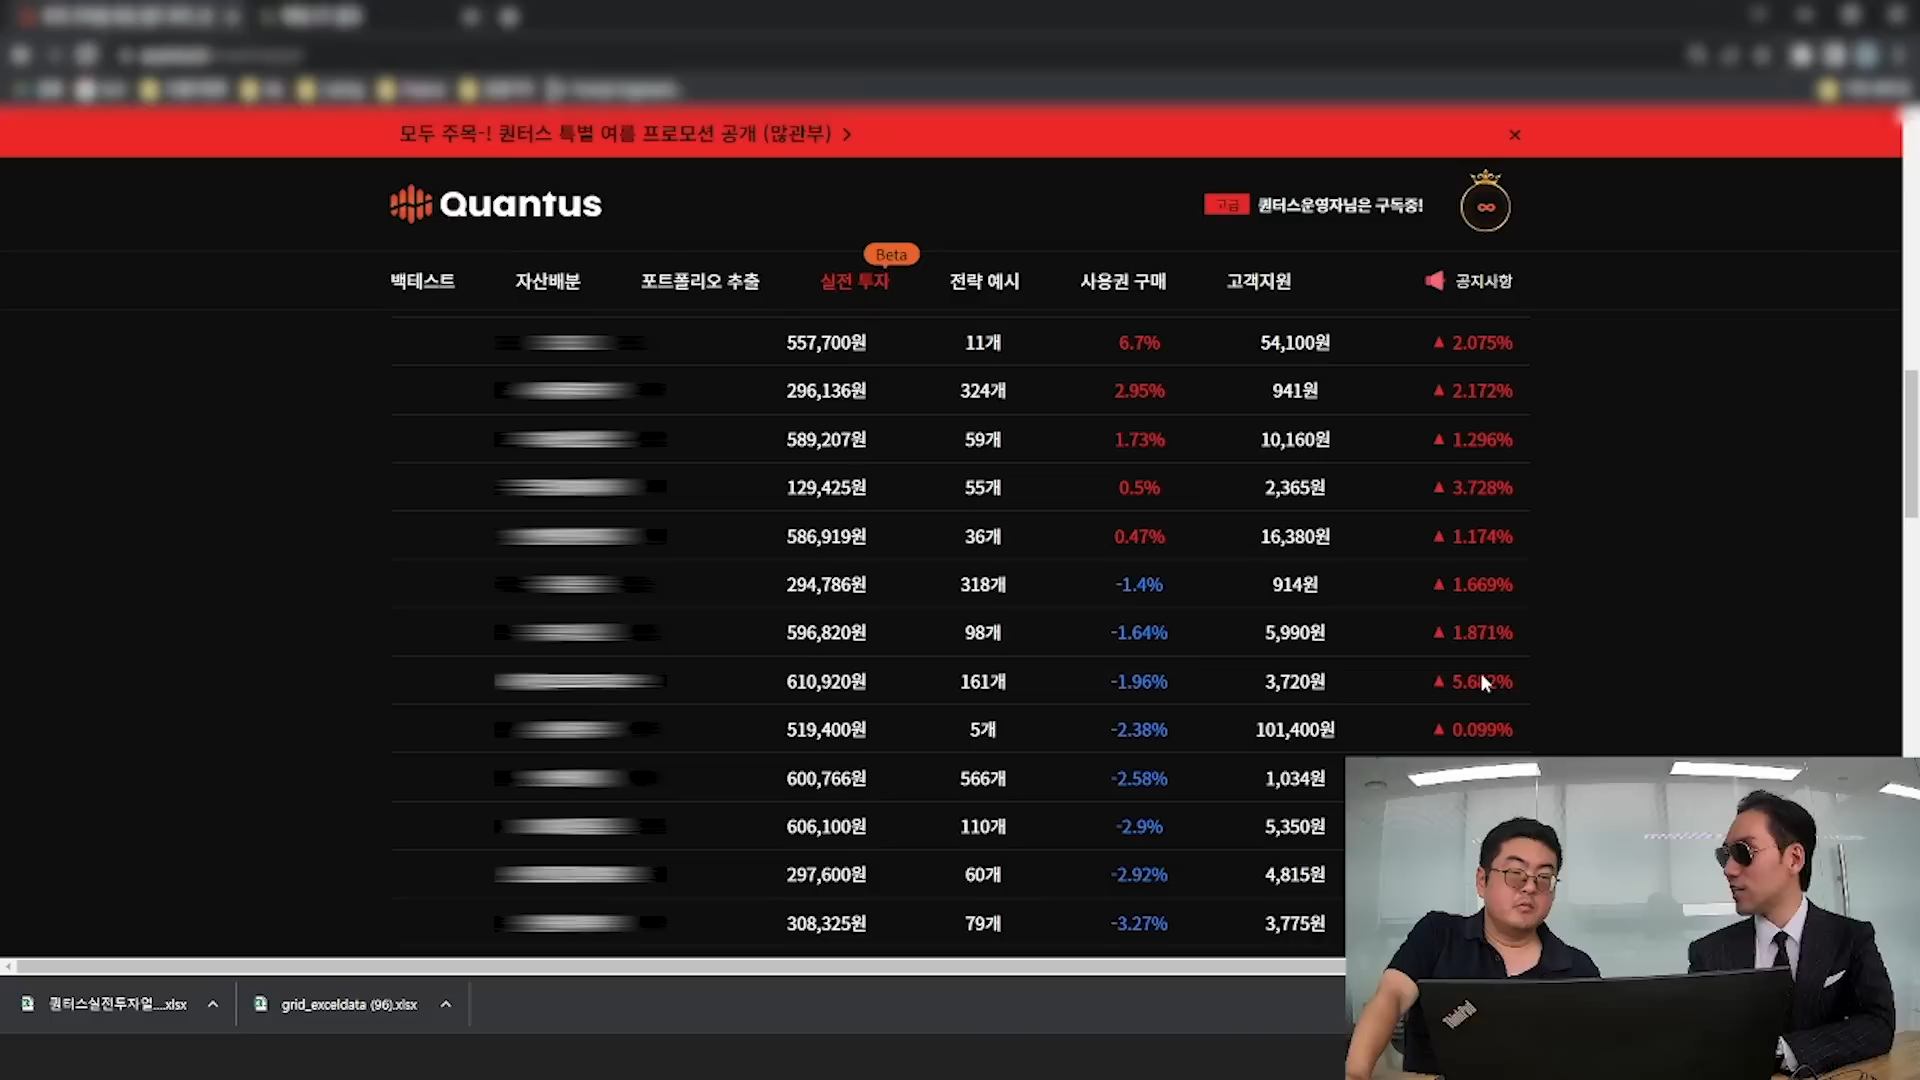 모두 주목-! 퀀터스 특별 여름 프로모션 공개 (많관부) >
Quantus
고급 퀀터스운영자님은 구독중!
Beta
백테스트 자산배분 포트폴리오 추출 실전 투자 전략 예시 사용권 구매 고객지원 공지사항
557,700원 11개 6.7% 54,100원 ▲ 2.075%
296,136원 324개 2.95% 941원 ▲ 2.172%
589,207원 59개 1.73% 10,160원 ▲ 1.296%
129,425원 55개 0.5% 2,365원 ▲ 3.728%
586,919원 36개 0.47% 16,380원 ▲ 1.174%
294,786원 318개 -1.4% 914원 ▲ 1.669%
596,820원 98개 -1.64% 5,990원 ▲ 1.871%
610,920원 161개 -1.96% 3,720원
519,400원 5개 -2.38% 101,400원 ▲ 0.099%
600,766원 566개 -2.58% 1,034원
606,100원 110개 -2.9% 5,350원
297,600원 60개 -2.92% 4,815원
308,325원 79개 -3.27% 3,775원
퀀터스실전투자얼....xlsx grid_exceldata (96).xlsx
ThinkPad